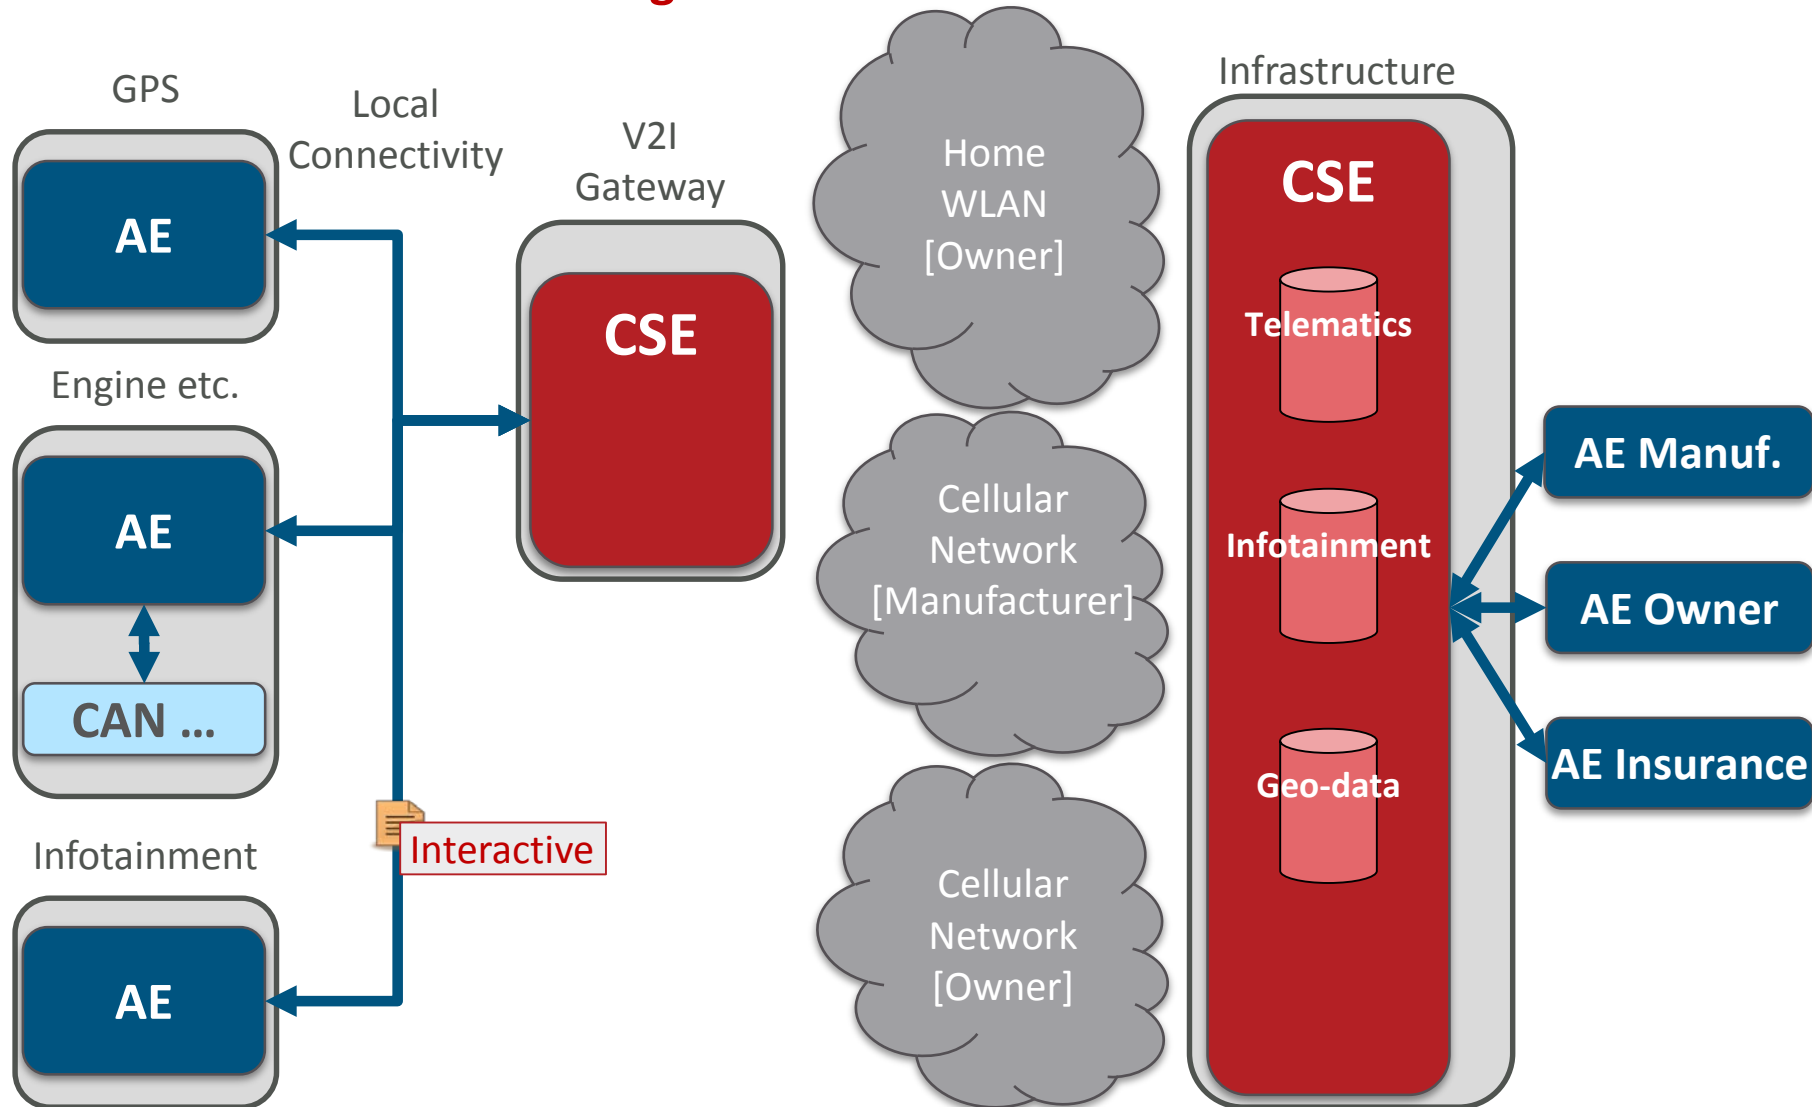 GPS
AE
Local
Connectivity
V2I
Gateway
CSE
Engine etc.
AE
CAN ...
Interactive
Infotainment
AE
Home
WLAN
[Owner]
Cellular
Network
[Manufacturer]
Cellular
Network
[Owner]
Infrastructure
CSE
Telematics
Infotainment
Geo-data
AE Manuf.
AE Owner
AE Insurance